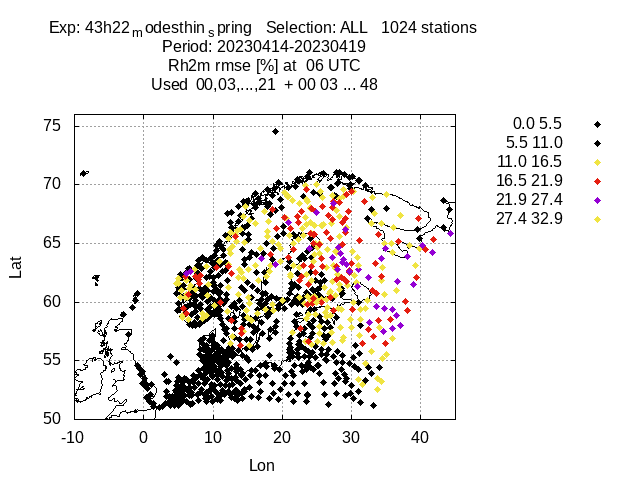 Exp: 43h22modesthinspring Selection: ALL 1024 stations
Period: 20230414-20230419
Rh2m rmse [%] at 06 UTC
Used 00,03,...,21 + 00 03 ... 48
0.0 5.5
5.5 11.0
11.0 16.5
16.5 21.9
21.9 27.4
27.4 32.9
75
70
65
60
55
50
Lat
-10 0 10 20 30 40
Lon